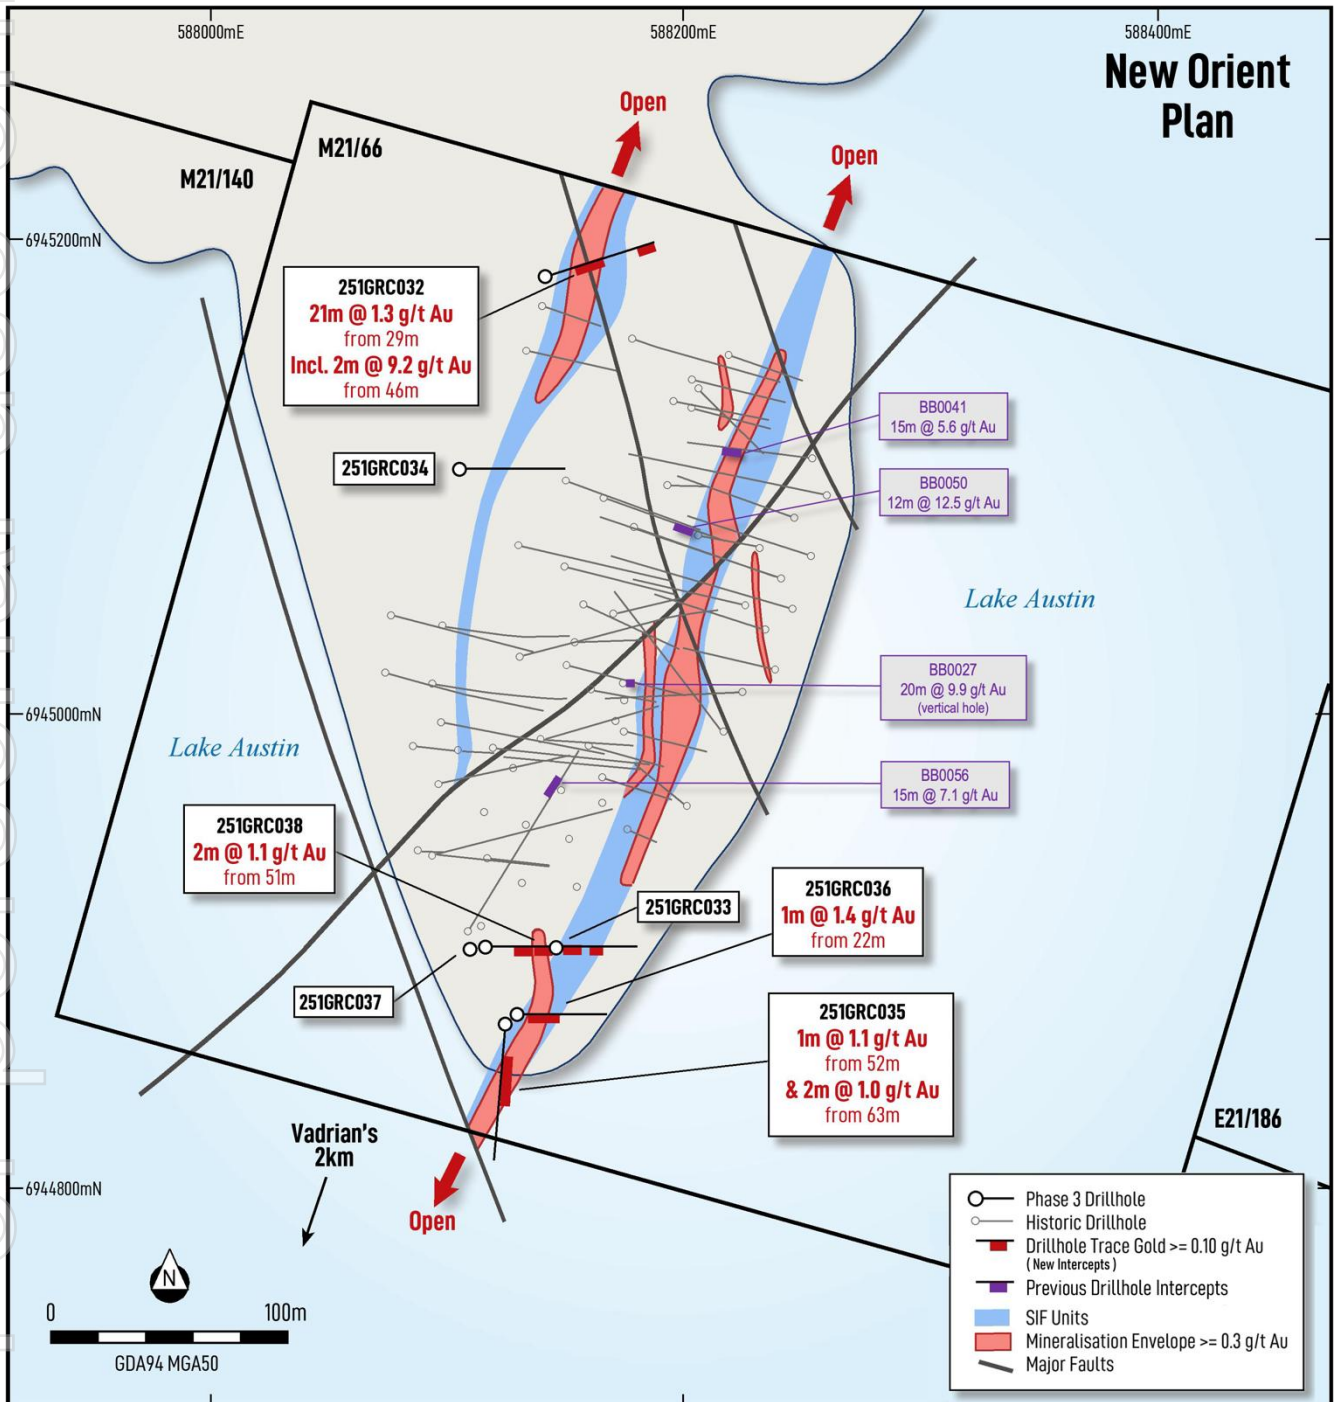 588000mE
588200mE
588400mE
New Orient
Plan
Open
M21/66
M21/140
Open
6945200mN
251GRC032
21m @ 1.3 g/t Au
from 29m
Incl. 2m @ 9.2 g/t Au
from 46m
BB0041
15m @ 5.6 g/t Au
251GRC034
BB0050
12m @ 12.5 g/t Au
Lake Austin
BB0027
20m @ 9.9 g/t Au
(vertical hole)
6945000mN
Lake Austin
BB0056
15m @ 7.1 g/t Au
251GRC038
2m @ 1.1 g/t Au
from 51m
251GRC033
251GRC036
1m @ 1.4 g/t Au
from 22m
251GRC037
251GRC035
1m @ 1.1 g/t Au
from 52m
& 2m @ 1.0 g/t Au
from 63m
E21/186
Vadrian's
2km
6944800mN
Open
Phase 3 Drillhole
Historic Drillhole
Drillhole Trace Gold >= 0.10 g/t Au
( New Intercepts )
Previous Drillhole Intercepts
SIF Units
Mineralisation Envelope >= 0.3 g/t Au
Major Faults
N
0 100m
GDA94 MGA50